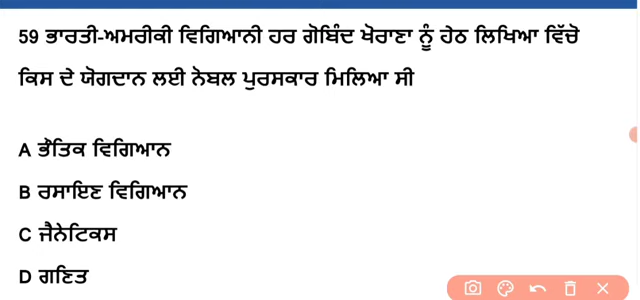 59 ਭਾਰਤੀ-ਅਮਰੀਕੀ ਵਿਗਿਆਨੀ ਹਰ ਗੋਬਿੰਦ ਖੋਰਾਣਾ ਨੂੰ ਹੇਠ ਲਿਖਿਆ ਵਿੱਚੋ
ਕਿਸ ਦੇ ਯੋਗਦਾਨ ਲਈ ਨੋਬਲ ਪੁਰਸਕਾਰ ਮਿਲਿਆ ਸੀ
A ਭੌਤਿਕ ਵਿਗਿਆਨ
B ਰਸਾਇਣ ਵਿਗਿਆਨ
C ਜੈਨੇਟਿਕਸ
D ਗਣਿਤ